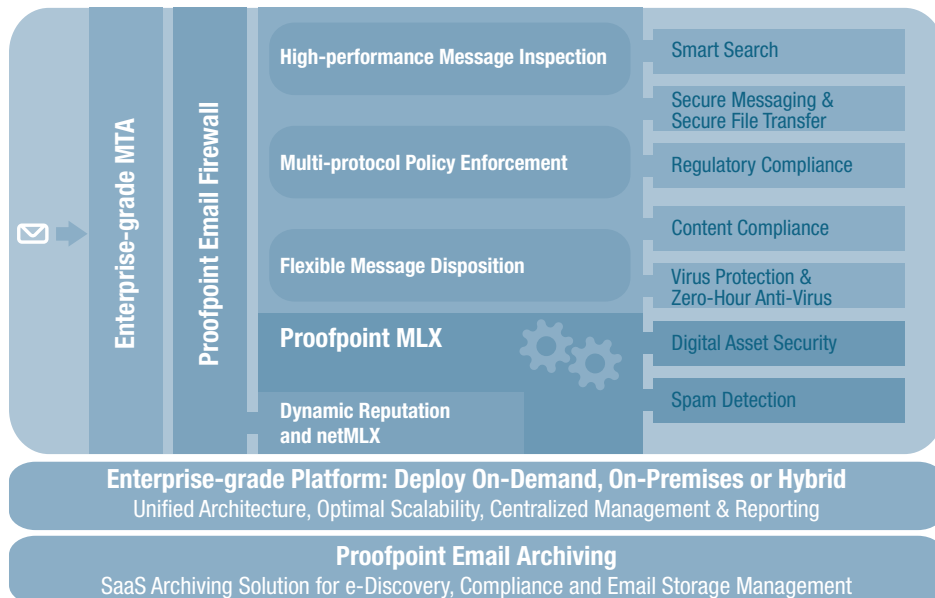 Enterprise-grade MTA
Proofpoint Email Firewall
High-performance Message Inspection
Multi-protocol Policy Enforcement
Flexible Message Disposition
Proofpoint MLX
Dynamic Reputation
and netMLX
Smart Search
Secure Messaging &
Secure File Transfer
Regulatory Compliance
Content Compliance
Virus Protection &
Zero-Hour Anti-Virus
Digital Asset Security
Spam Detection
Enterprise-grade Platform: Deploy On-Demand, On-Premises or Hybrid
Unified Architecture, Optimal Scalability, Centralized Management & Reporting
Proofpoint Email Archiving
SaaS Archiving Solution for e-Discovery, Compliance and Email Storage Management